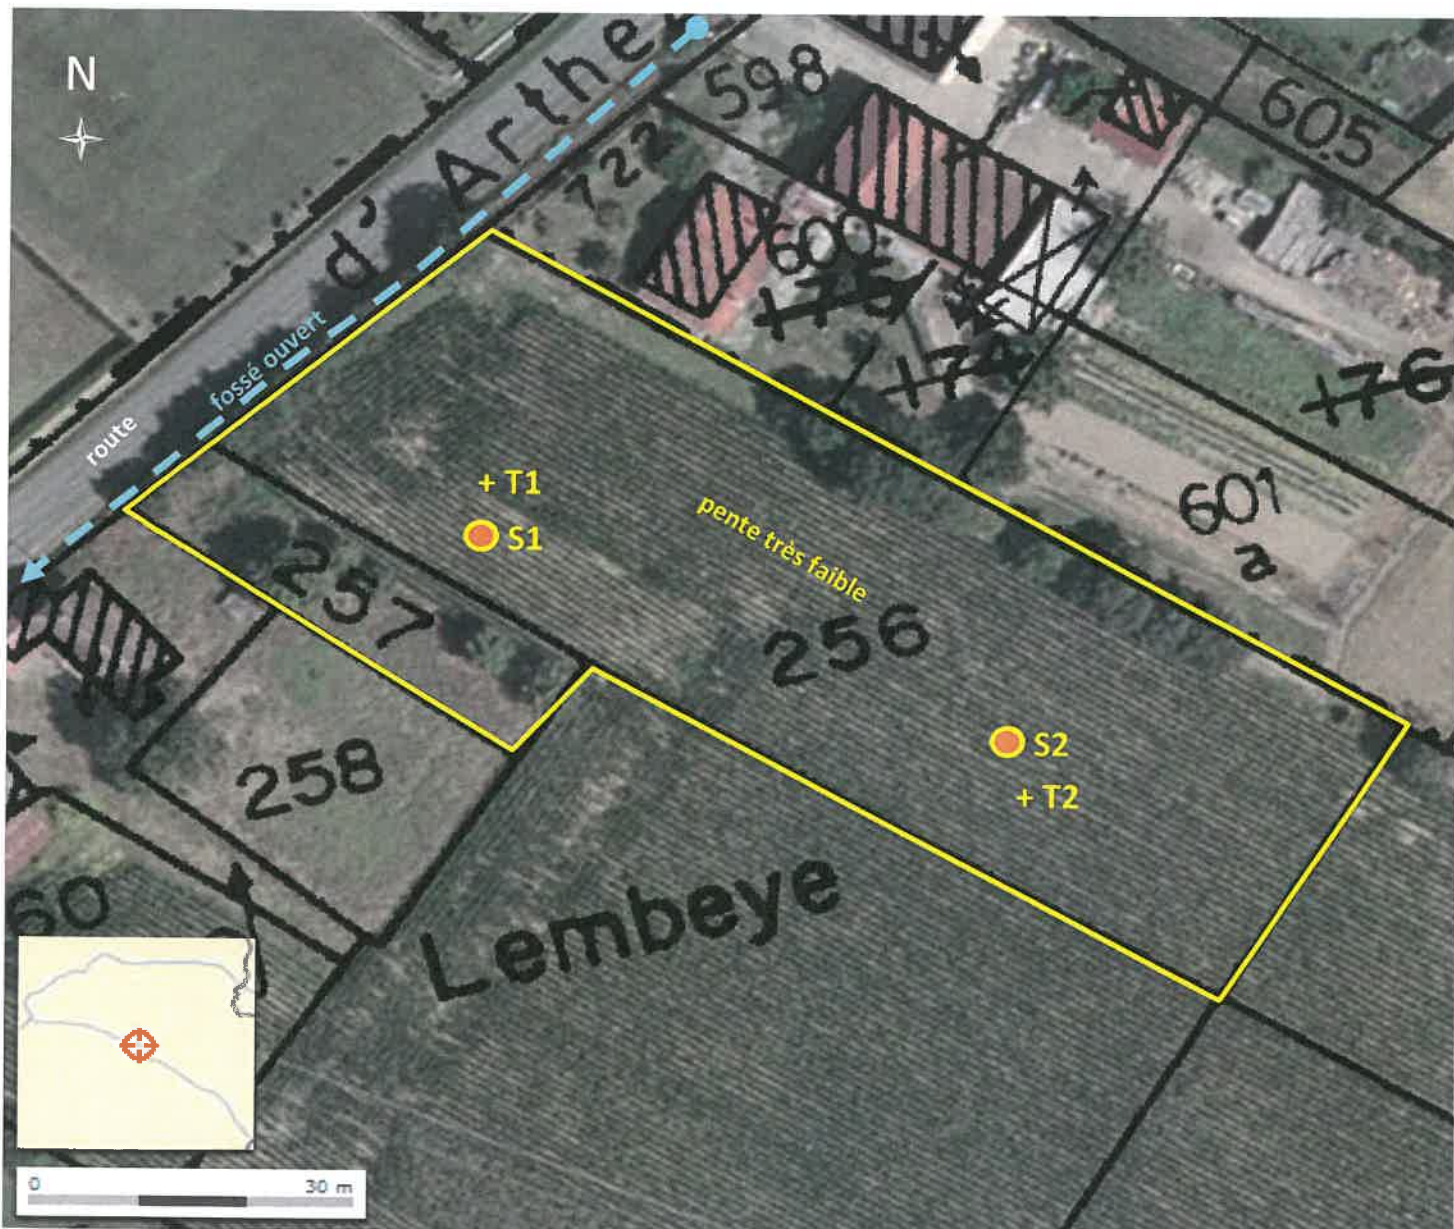 N
d'Arthe
598
605
722
600
175
174
176
fossé ouvert
route
601
a
+ T1
S1
pente très faible
257
256
S2
+ T2
258
Lembeye
60
0 30 m